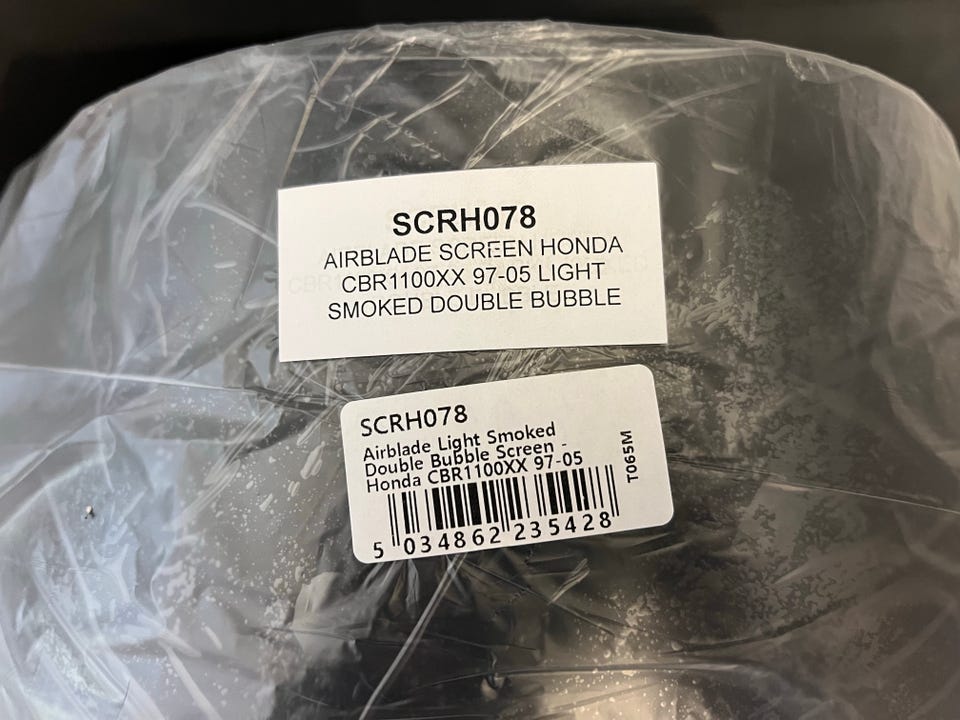 SCRH078
AIRBLADE SCREEN HONDA
CBR1100XX 97-05 LIGHT
SMOKED DOUBLE BUBBLE
SCRH078
Airblade Light Smoked
Double Bubble Screen -
Honda CBR1100XX 97-05
T065M
5 034862 235428